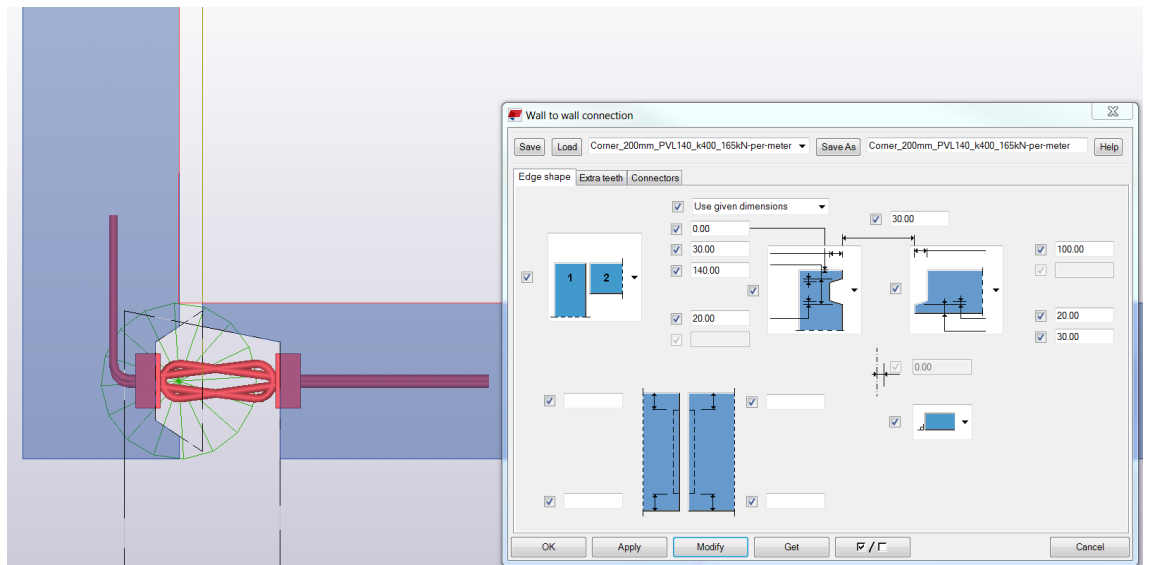 Wall to wall connection
Save Load Corner_200mm_PVL140_k400_165kN-per-meter Save As Corner_200mm_PVL140_k400_165kN-per-meter Help
Edge shape Extra teeth Connectors
Use given dimensions
0.00
30.00
30.00
100.00
140.00
1 2
20.00
20.00
30.00
0.00
OK Apply Modify Get / Cancel